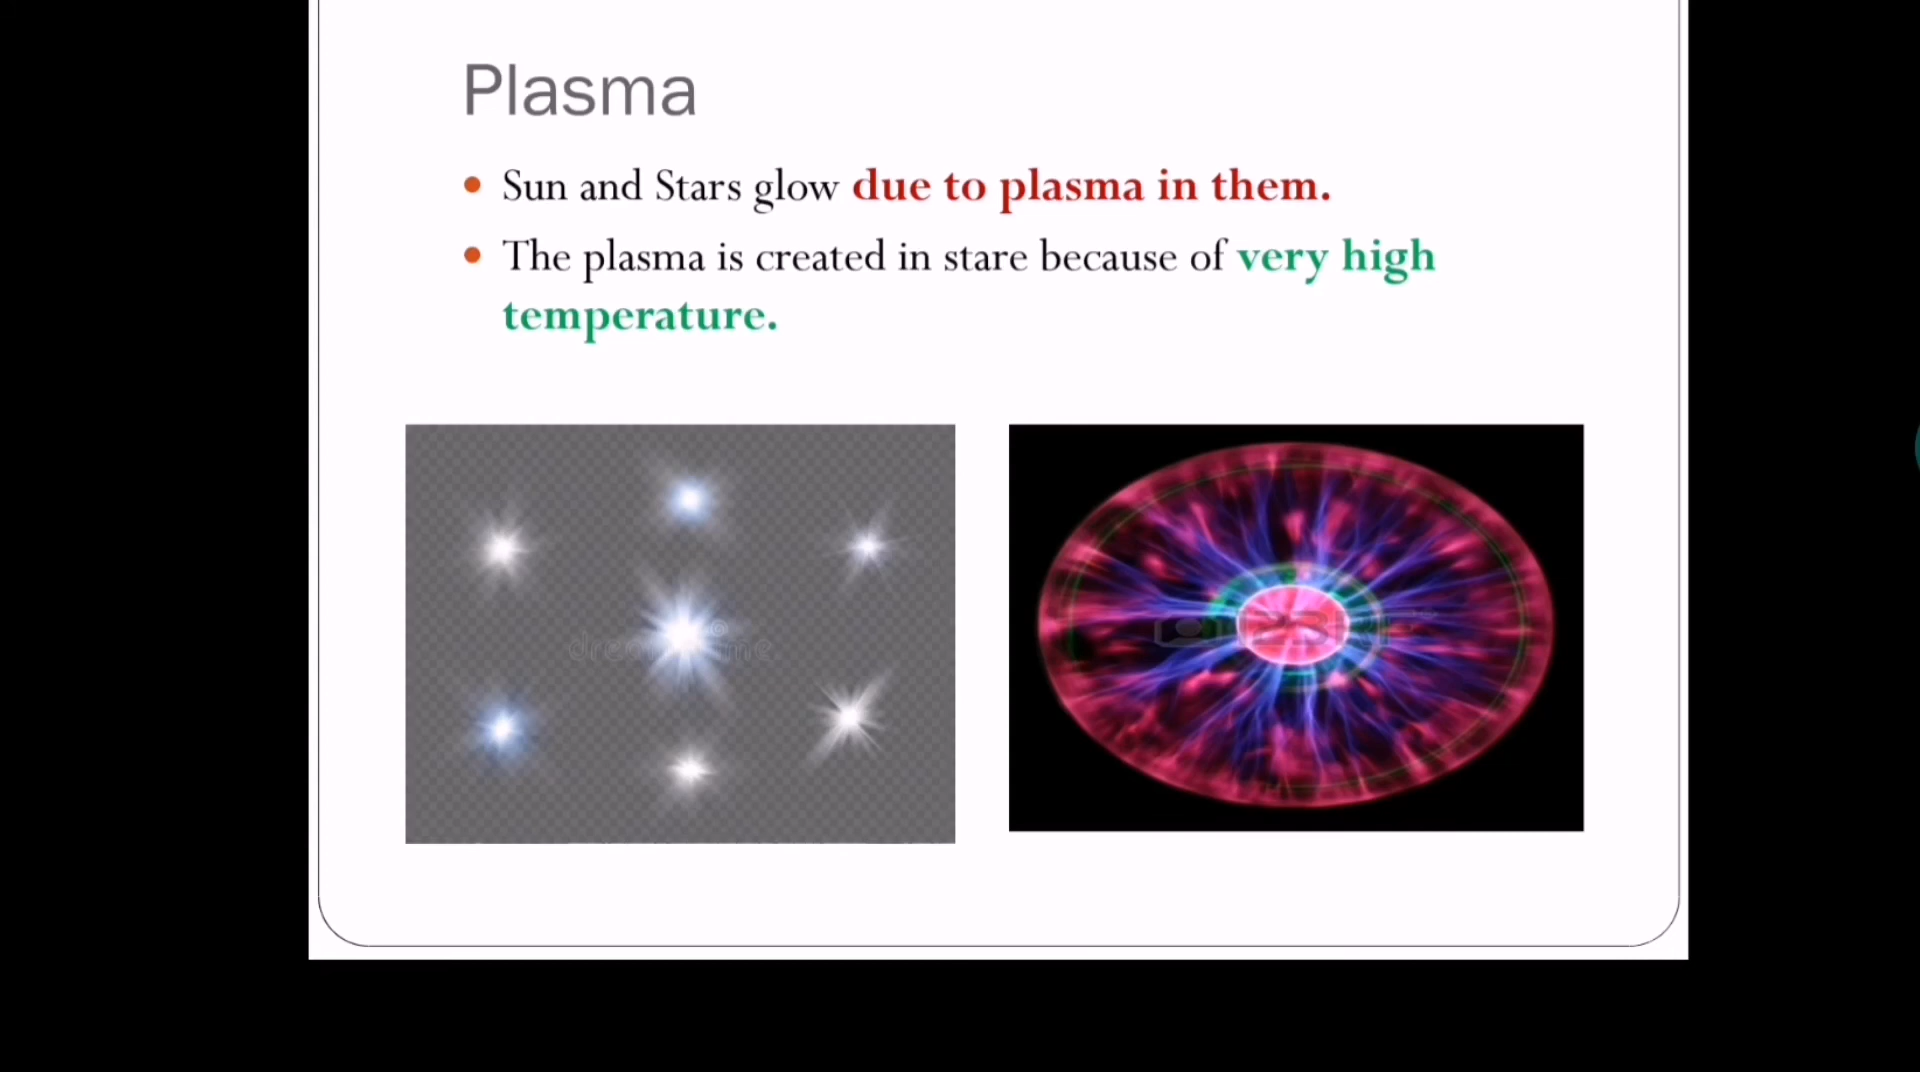 Plasma
Sun and Stars glow due to plasma in them.
The plasma is created in stare because of very high
temperature.